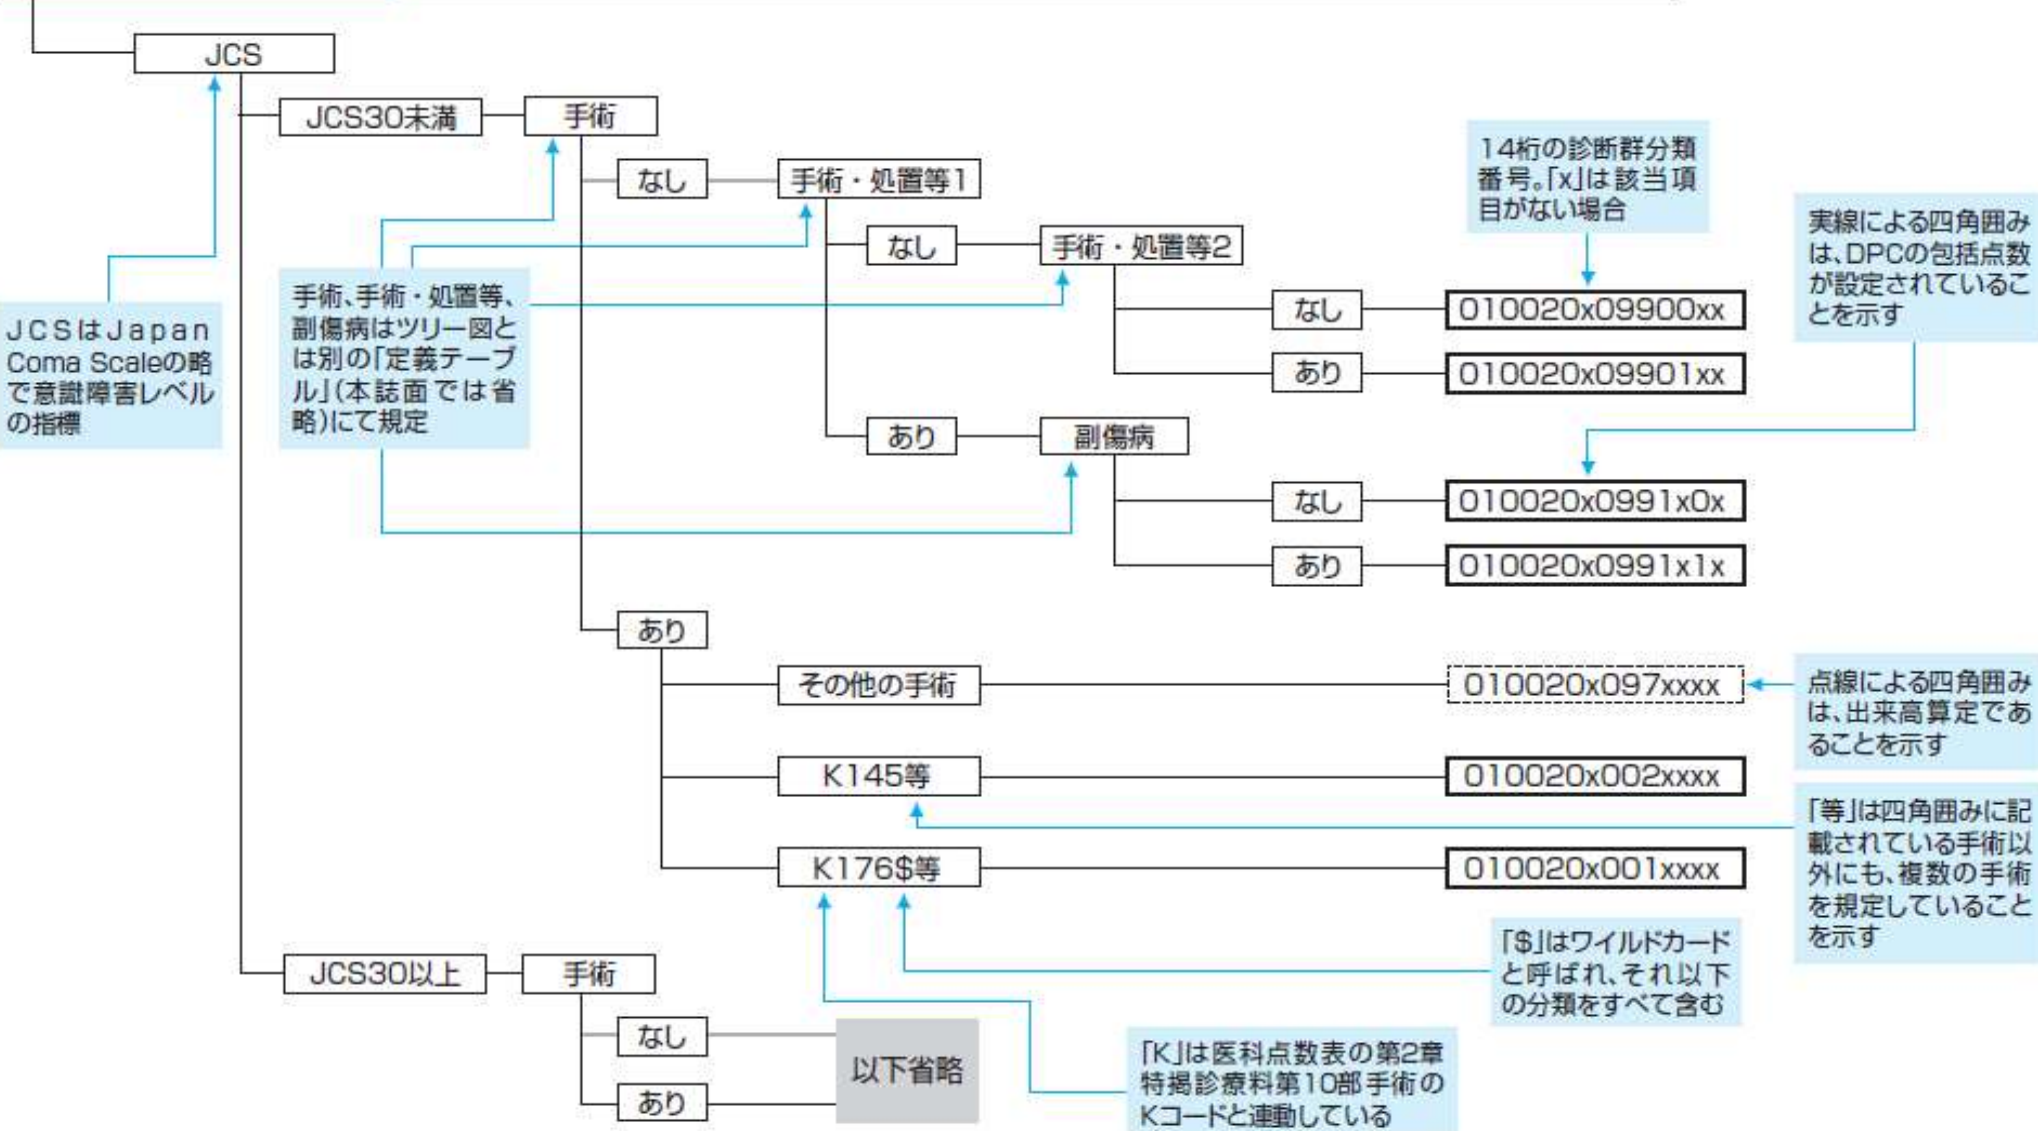 JCS
JCS30未満
手術
なし
手術・処置等1
なし
手術・処置等2
なし
010020x09900xx
あり
010020x09901xx
あり
副傷病
なし
010020x0991x0x
あり
010020x0991x1x
あり
その他の手術
010020x097xxxx
K145等
010020x002xxxx
K176$等
010020x001xxxx
JCS30以上
手術
なし
あり
以下省略
JCSはJapan
Coma Scaleの略
で意識障害レベル
の指標
手術、手術・処置等、
副傷病はツリー図と
は別の「定義テーブ
ル」(本誌面では省
略)にて規定
14桁の診断群分類
番号。「x」は該当項
目がない場合
実線による四角囲み
は、DPCの包括点数
が設定されているこ
とを示す
点線による四角囲み
は、出来高算定であ
ることを示す
「等」は四角囲みに記
載されている手術以
外にも、複数の手術
を規定していること
を示す
「$」はワイルドカード
と呼ばれ、それ以下
の分類をすべて含む
「K」は医科点数表の第2章
特掲診療料第10部手術の
Kコードと連動している